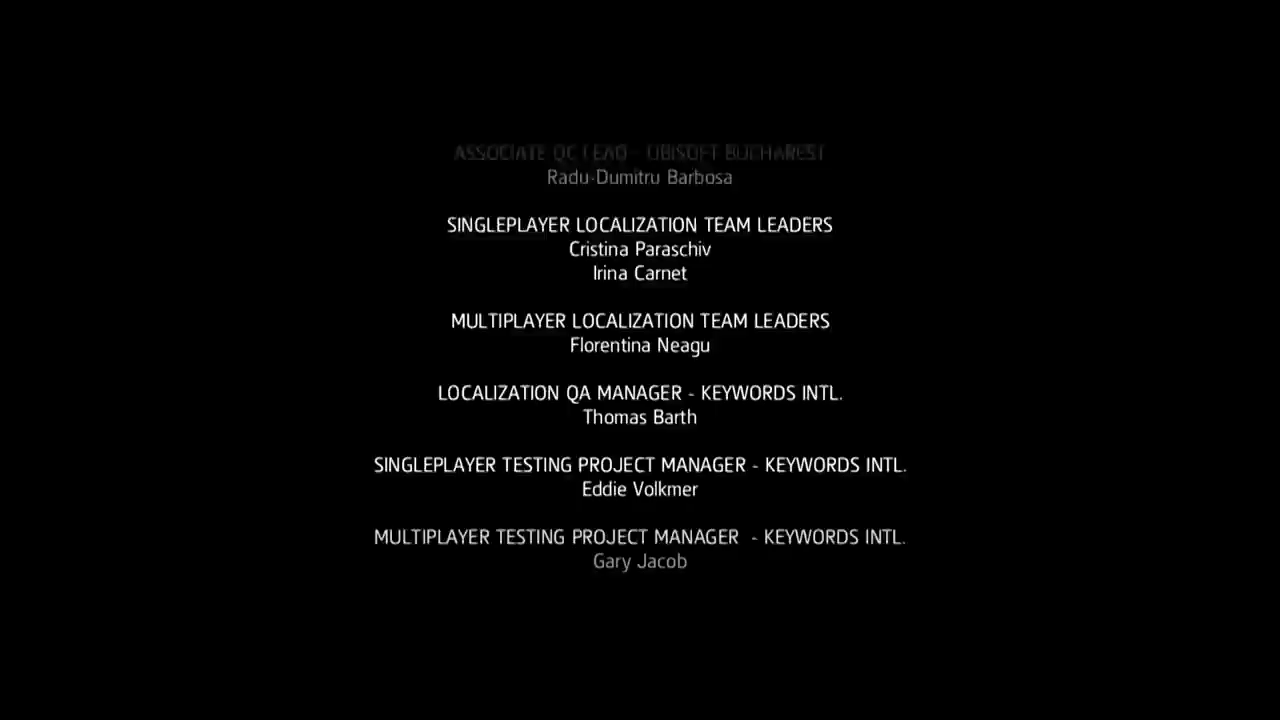 ASSOCIATE QC LEAD - UBISOFT BUCHAREST
Radu-Dumitru Barbosa
SINGLEPLAYER LOCALIZATION TEAM LEADERS
Cristina Paraschiv
Irina Carnet
MULTIPLAYER LOCALIZATION TEAM LEADERS
Florentina Neagu
LOCALIZATION QA MANAGER - KEYWORDS INTL.
Thomas Barth
SINGLEPLAYER TESTING PROJECT MANAGER - KEYWORDS INTL.
Eddie Volkmer
MULTIPLAYER TESTING PROJECT MANAGER  - KEYWORDS INTL.
Gary Jacob